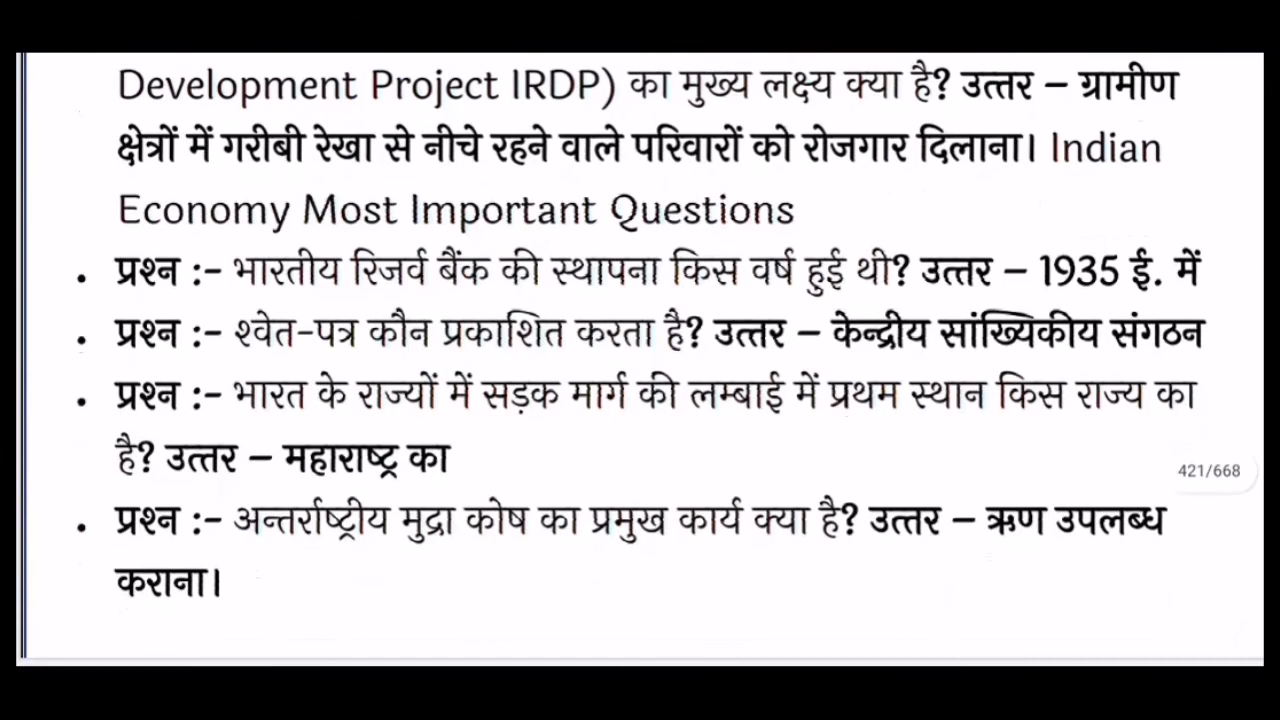 Development Project IRDP) का मुख्य लक्ष्य क्या है? उत्तर – ग्रामीण
क्षेत्रों में गरीबी रेखा से नीचे रहने वाले परिवारों को रोजगार दिलाना। Indian
Economy Most Important Questions
• प्रश्न :- भारतीय रिजर्व बैंक की स्थापना किस वर्ष हुई थी? उत्तर – 1935 ई. में
• प्रश्न :- श्वेत-पत्र कौन प्रकाशित करता है? उत्तर – केन्द्रीय सांख्यिकीय संगठन
• प्रश्न :- भारत के राज्यों में सड़क मार्ग की लम्बाई में प्रथम स्थान किस राज्य का
है? उत्तर – महाराष्ट्र का
421/668
• प्रश्न :- अन्तर्राष्ट्रीय मुद्रा कोष का प्रमुख कार्य क्या है? उत्तर – ऋण उपलब्ध
कराना।